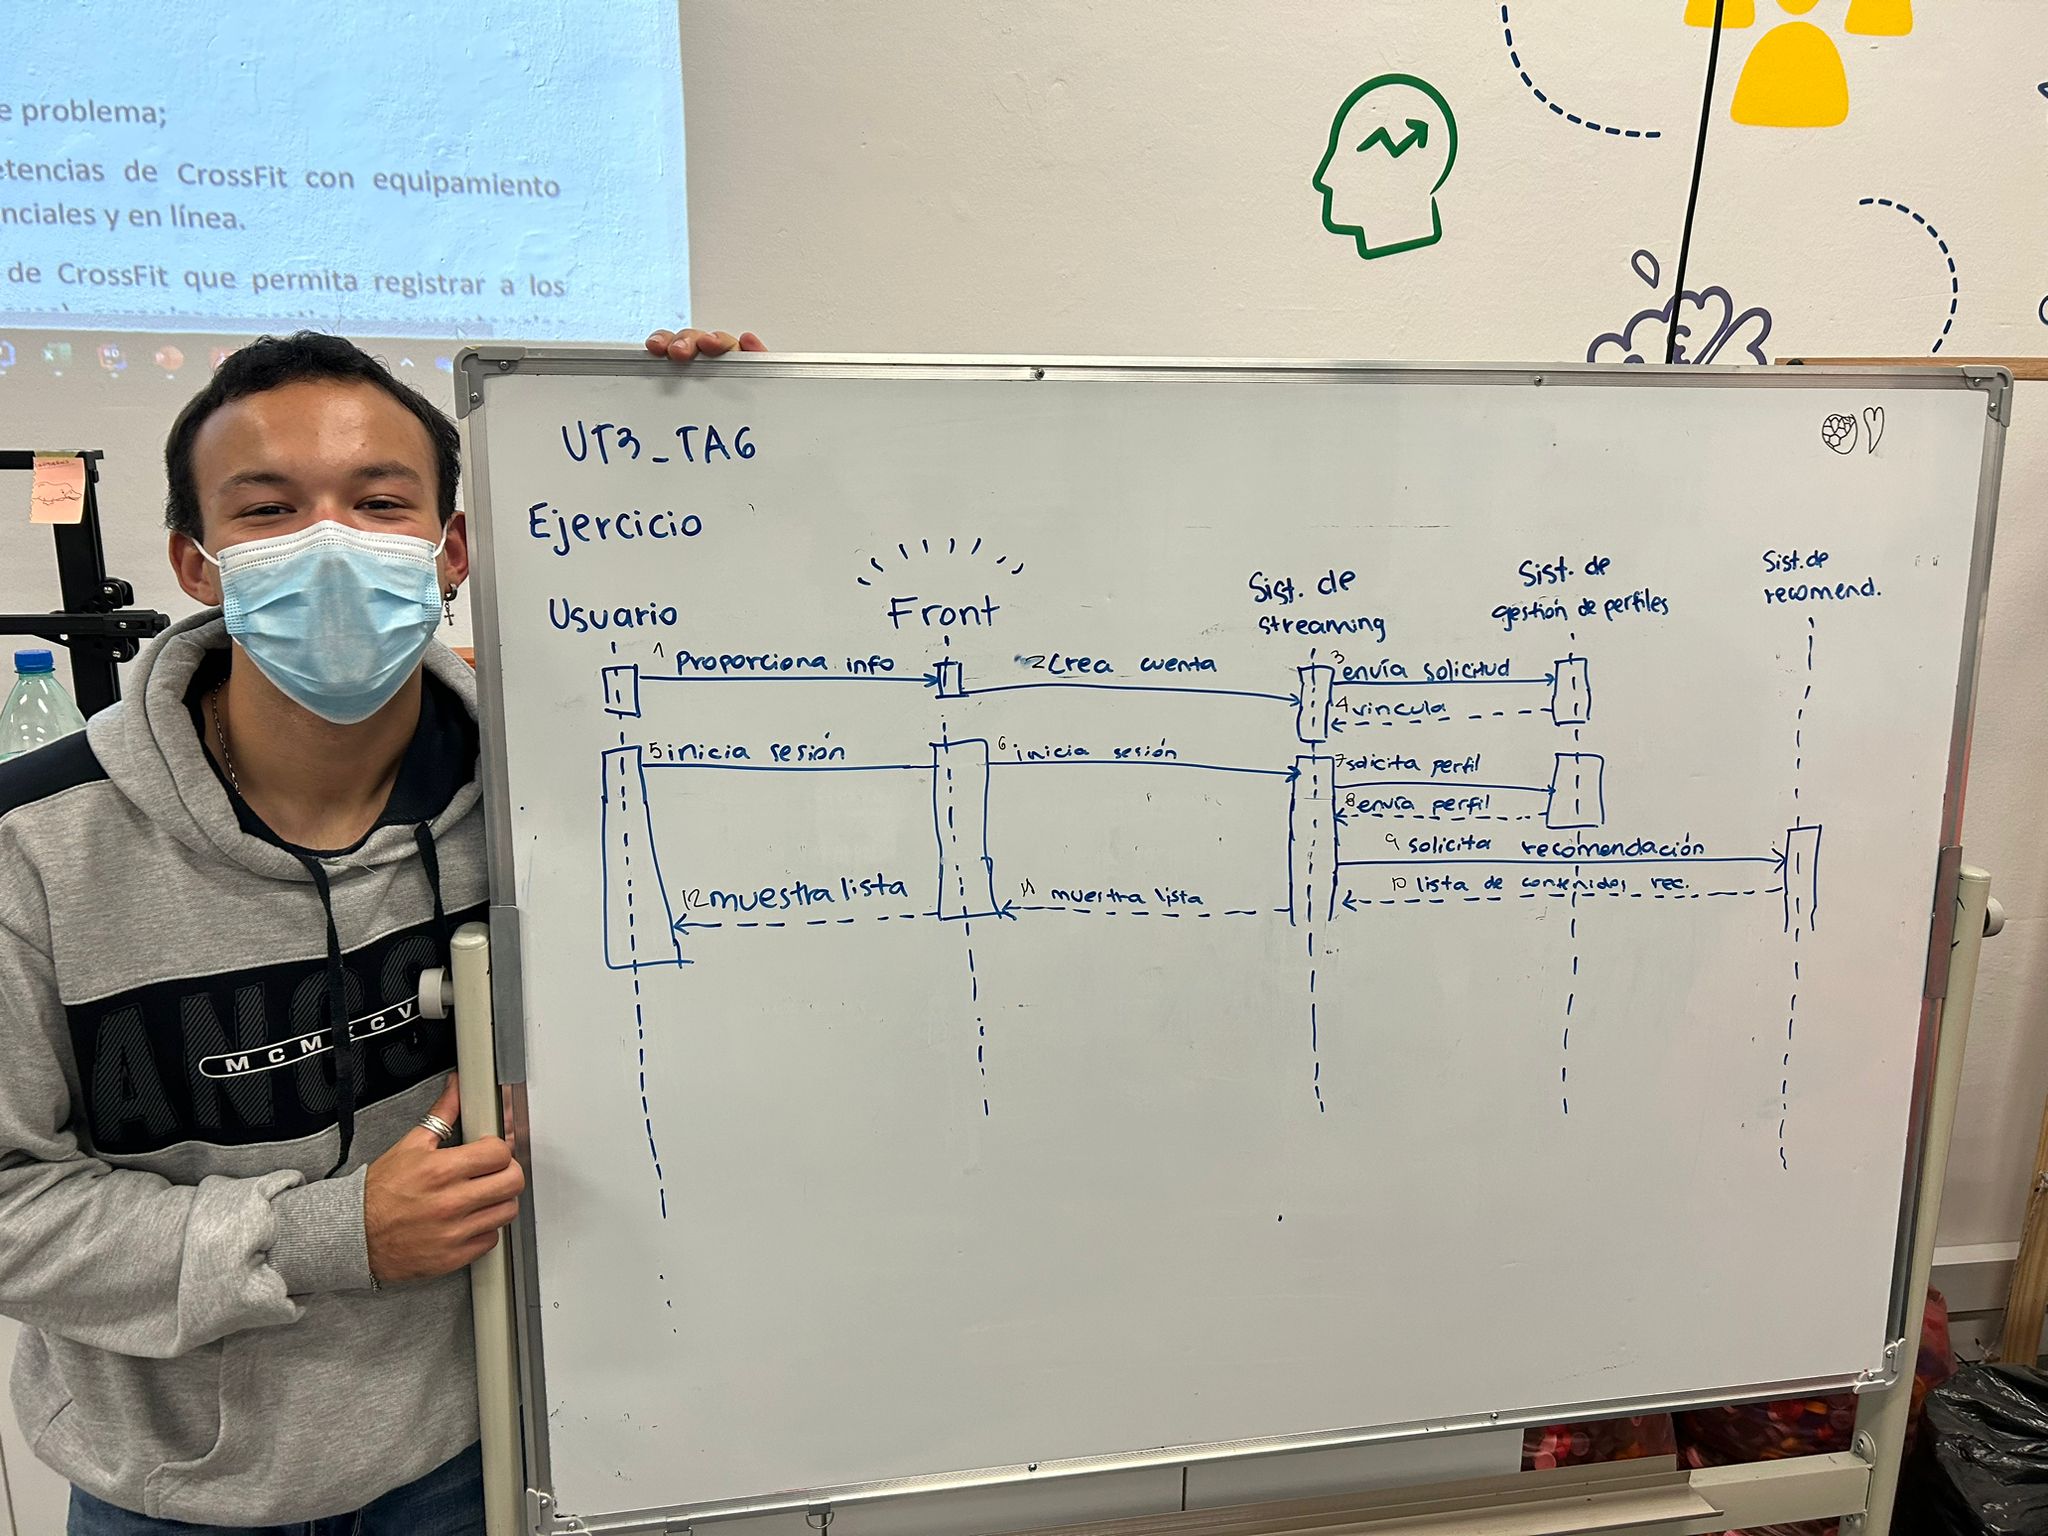 e problema;
etencias de CrossFit con equipamiento
nciales y en línea.
de CrossFit que permita registrar a los
UT3_TA6
Ejercicio
Usuario
Front
Sist. de
streaming
Sist. de
gestión de perfiles
Sist. de
recomend.
1 Proporciona info
2 Crea cuenta
3 envía solicitud
4 vincula
5 inicia sesión
6 inicia sesión
7 solicita perfil
8 envía perfil
9 solicita recomendación
10 lista de contenidos rec.
11 muestra lista
12 muestra lista
MCMXCV